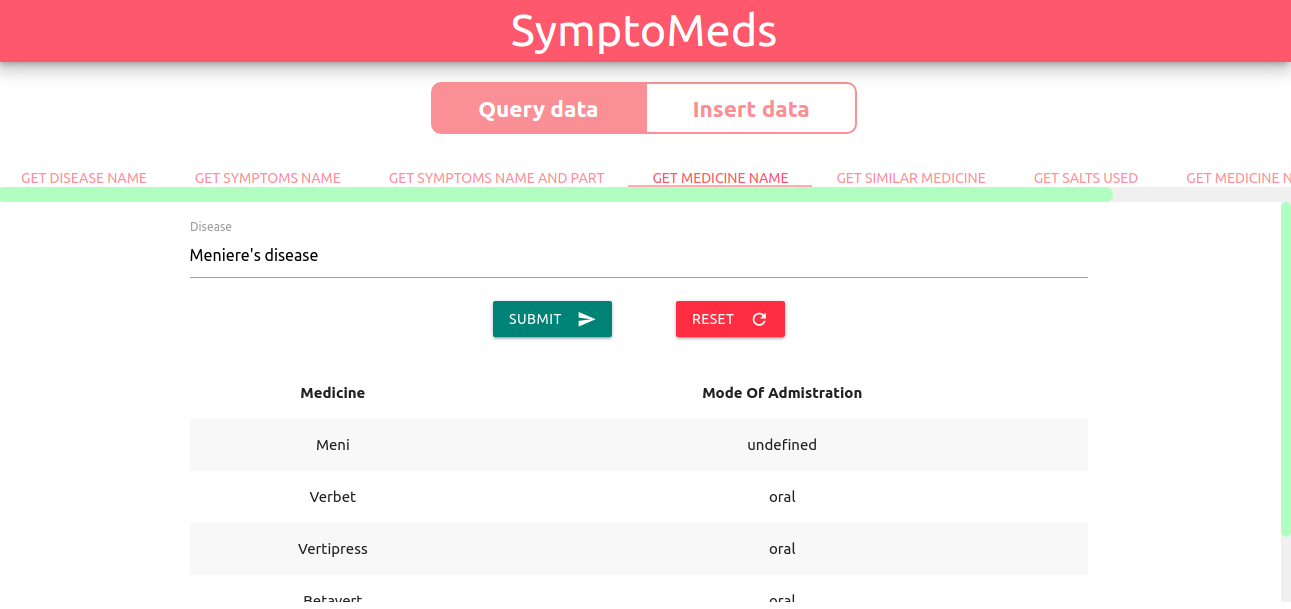 SymptoMeds
Query data Insert data
GET DISEASE NAME GET SYMPTOMS NAME GET SYMPTOMS NAME AND PART GET MEDICINE NAME GET SIMILAR MEDICINE GET SALTS USED GET MEDICINE N
Disease
Meniere's disease
SUBMIT RESET
Medicine Mode Of Admistration
Meni undefined
Verbet oral
Vertipress oral
Betavert oral